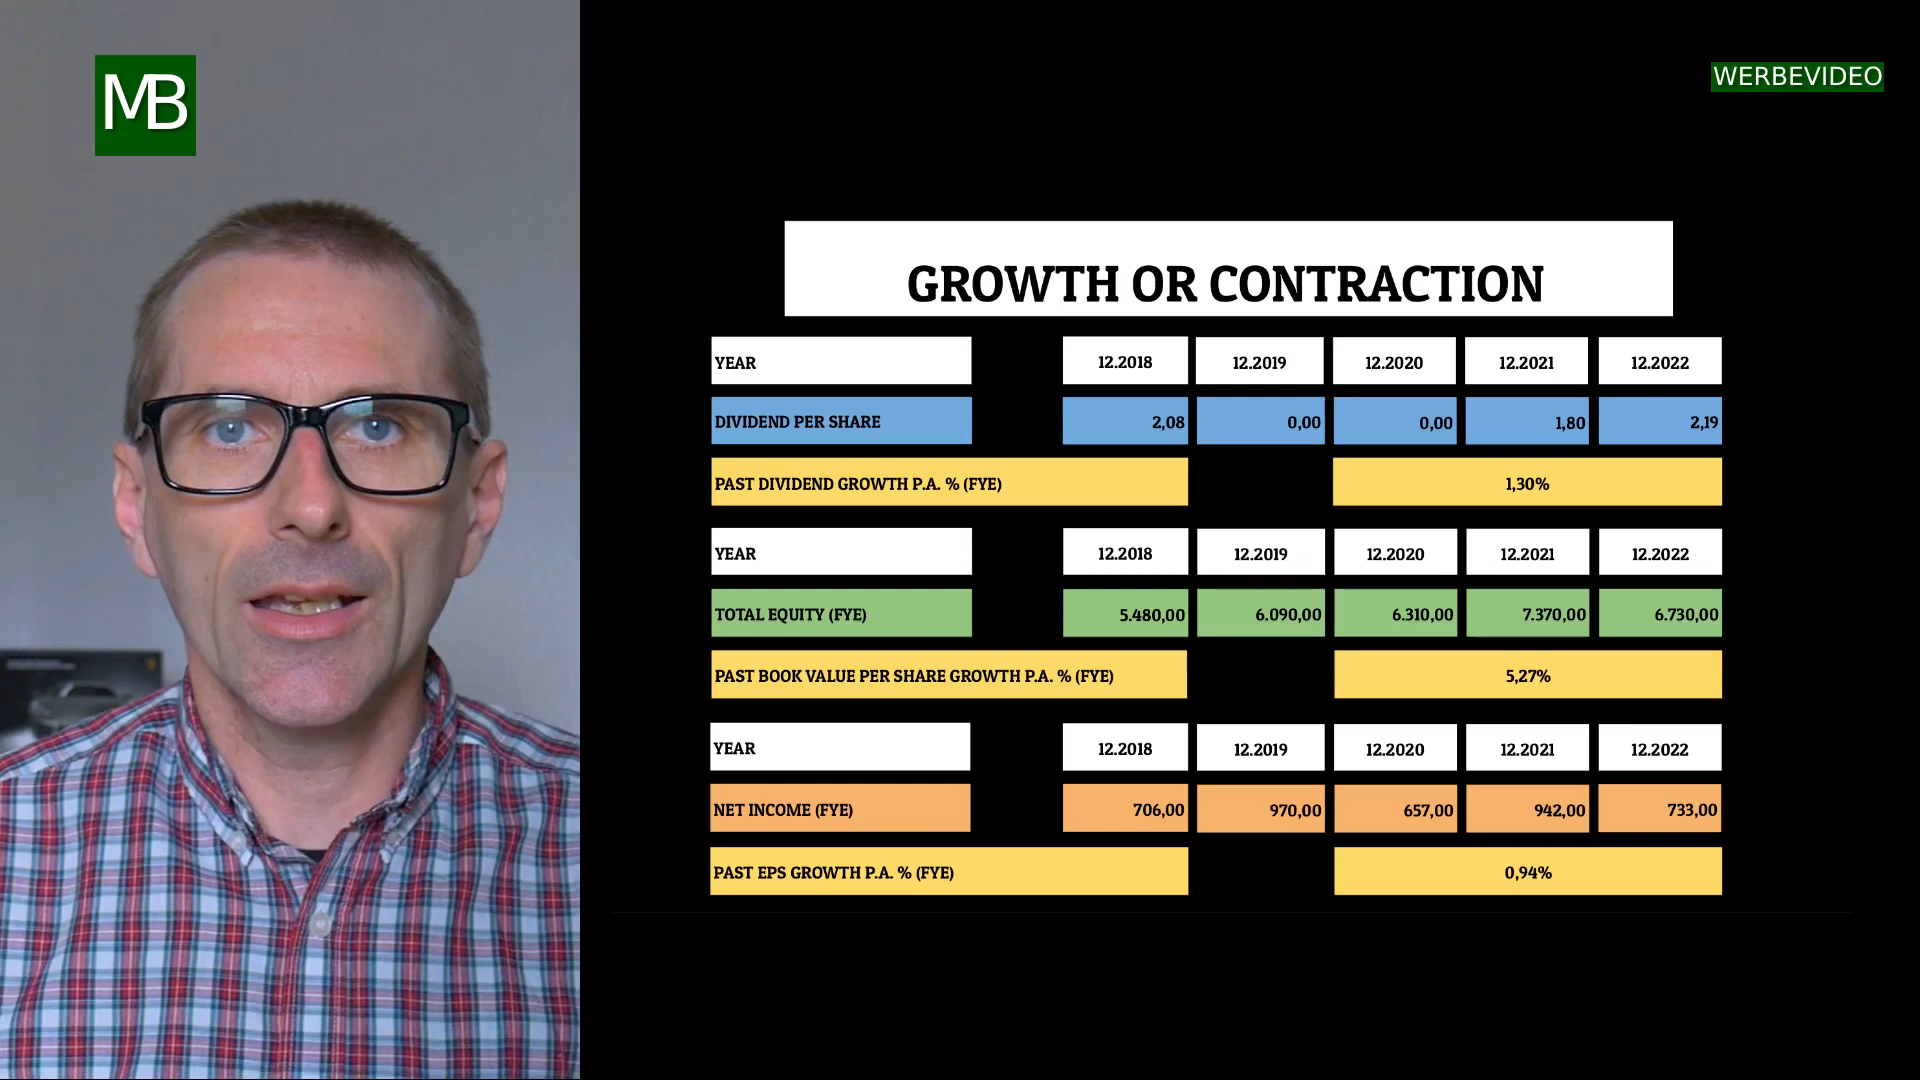 MB
WERBEVIDEO
GROWTH OR CONTRACTION
YEAR 12.2018 12.2019 12.2020 12.2021 12.2022
DIVIDEND PER SHARE 2,08 0,00 0,00 1,80 2,19
PAST DIVIDEND GROWTH P.A. % (FYE) 1,30%
YEAR 12.2018 12.2019 12.2020 12.2021 12.2022
TOTAL EQUITY (FYE) 5.480,00 6.090,00 6.310,00 7.370,00 6.730,00
PAST BOOK VALUE PER SHARE GROWTH P.A. % (FYE) 5,27%
YEAR 12.2018 12.2019 12.2020 12.2021 12.2022
NET INCOME (FYE) 706,00 970,00 657,00 942,00 733,00
PAST EPS GROWTH P.A. % (FYE) 0,94%